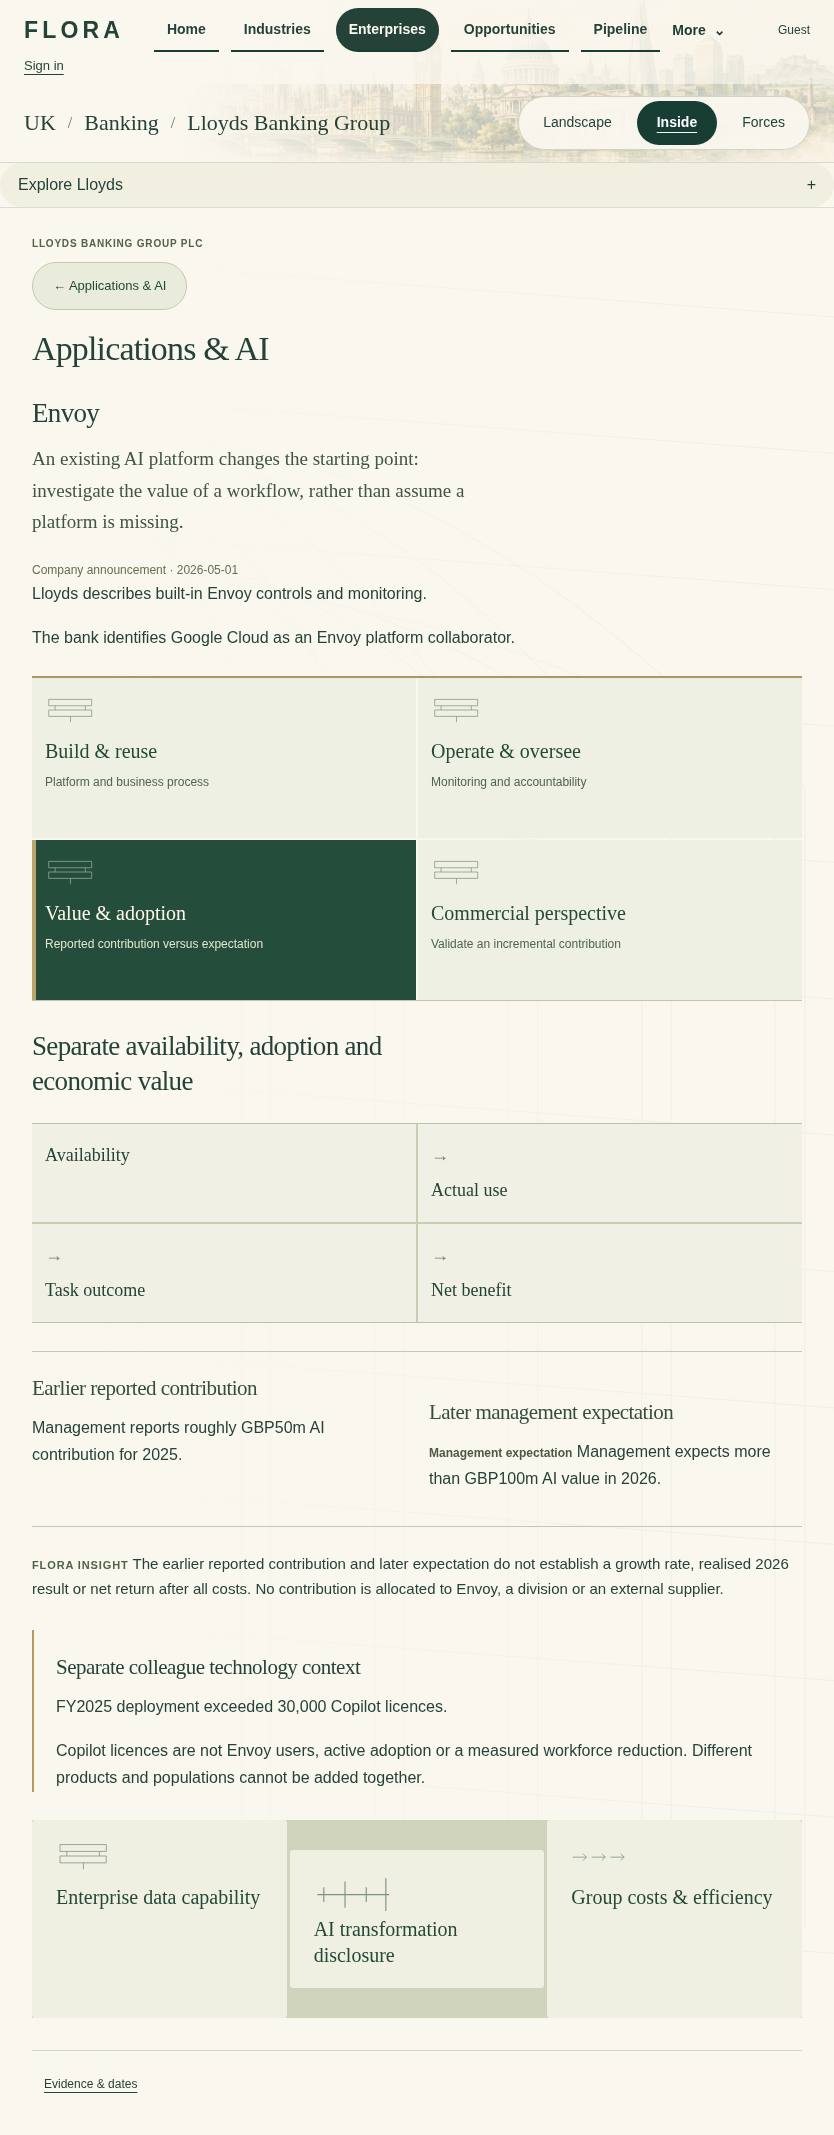 FLORA
Home
Industries
Enterprises
Opportunities
Pipeline
More ⌄
Guest
Sign in
UK / Banking / Lloyds Banking Group
Landscape
Inside
Forces
Explore Lloyds
+
LLOYDS BANKING GROUP PLC
← Applications & AI
Applications & AI
Envoy
An existing AI platform changes the starting point:
investigate the value of a workflow, rather than assume a
platform is missing.
Company announcement · 2026-05-01
Lloyds describes built-in Envoy controls and monitoring.
The bank identifies Google Cloud as an Envoy platform collaborator.
Build & reuse
Platform and business process
Operate & oversee
Monitoring and accountability
Value & adoption
Reported contribution versus expectation
Commercial perspective
Validate an incremental contribution
Separate availability, adoption and
economic value
Availability
→
Actual use
→
Task outcome
→
Net benefit
Earlier reported contribution
Management reports roughly GBP50m AI
contribution for 2025.
Later management expectation
Management expectation Management expects more
than GBP100m AI value in 2026.
FLORA INSIGHT The earlier reported contribution and later expectation do not establish a growth rate, realised 2026
result or net return after all costs. No contribution is allocated to Envoy, a division or an external supplier.
Separate colleague technology context
FY2025 deployment exceeded 30,000 Copilot licences.
Copilot licences are not Envoy users, active adoption or a measured workforce reduction. Different
products and populations cannot be added together.
Enterprise data capability
AI transformation
disclosure
Group costs & efficiency
Evidence & dates